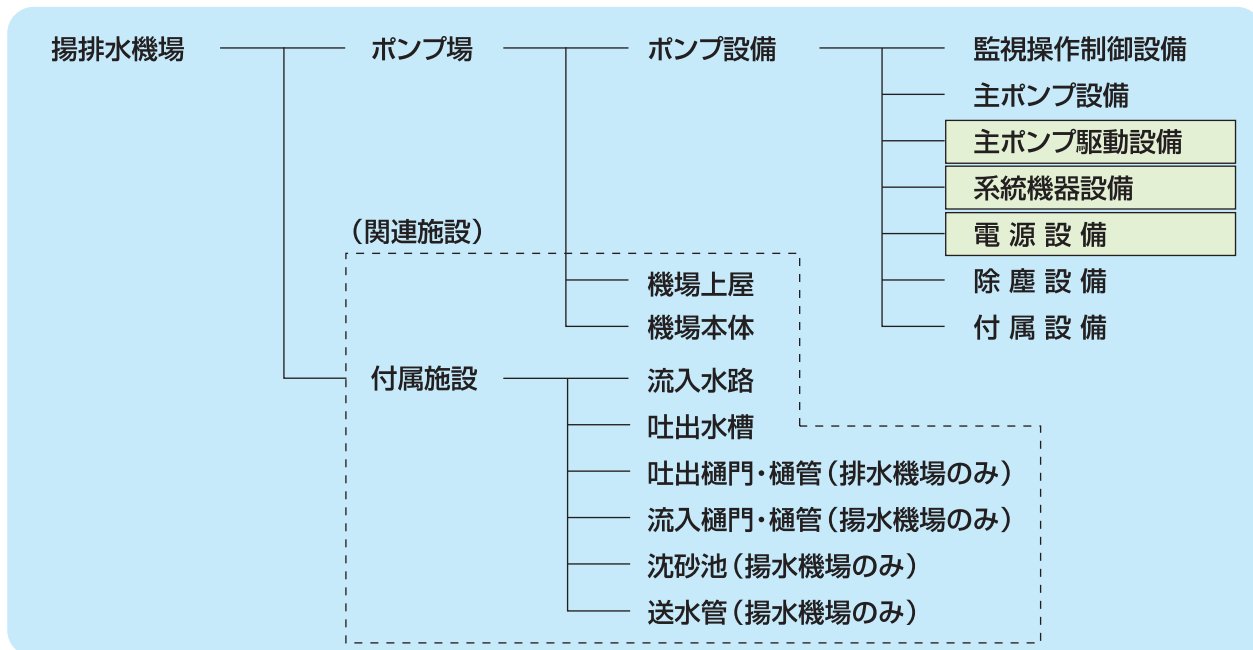 揚排水機場
ポンプ場
ポンプ設備
監視操作制御設備
主ポンプ設備
主ポンプ駆動設備
系統機器設備
電源設備
除塵設備
付属設備
(関連施設)
機場上屋
機場本体
付属施設
流入水路
吐出水槽
吐出樋門・樋管(排水機場のみ)
流入樋門・樋管(揚水機場のみ)
沈砂池(揚水機場のみ)
送水管(揚水機場のみ)